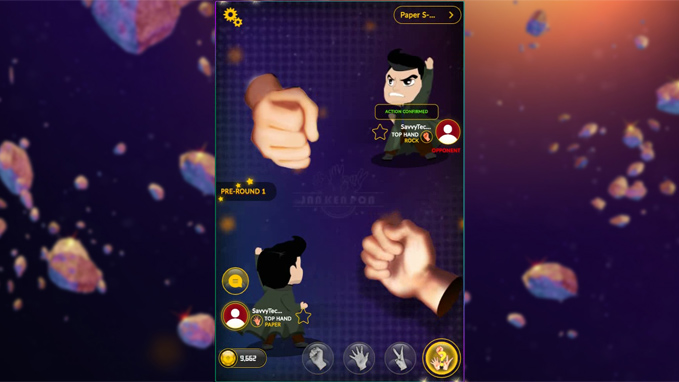 Paper S-...
ACTION CONFIRMED
SavvyTec...
TOP HAND
ROCK
OPPONENT
PRE-ROUND 1
JANKENPON
SavvyTec...
TOP HAND
PAPER
9,662